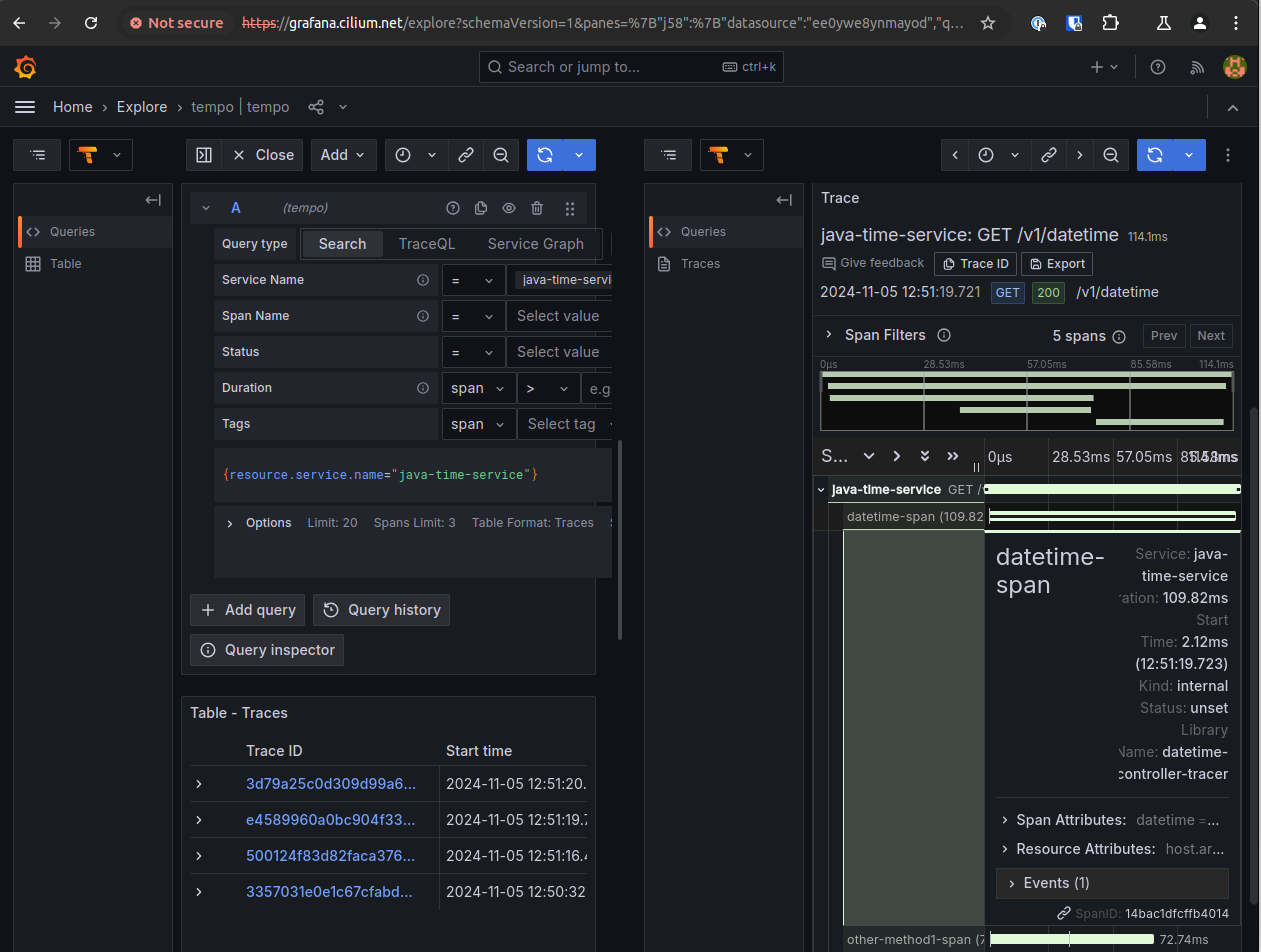 Not secure https://grafana.cilium.net/explore?schemaVersion=1&panes=%7B"j58":%7B"datasource":"ee0ywe8ynmayod","q...
Search or jump to... ctrl+k
Home › Explore › tempo | tempo
Close Add
Queries
Table
A (tempo)
Query type Search TraceQL Service Graph
Service Name = java-time-servi
Span Name = Select value
Status = Select value
Duration span > e.g
Tags span Select tag
{resource.service.name="java-time-service"}
Options Limit: 20 Spans Limit: 3 Table Format: Traces
+ Add query Query history
Query inspector
Table - Traces
Trace ID Start time
3d79a25c0d309d99a6... 2024-11-05 12:51:20.
e4589960a0bc904f33... 2024-11-05 12:51:19.7
500124f83d82faca376... 2024-11-05 12:51:16.4
3357031e0e1c67cfabd... 2024-11-05 12:50:32
Queries
Traces
Trace
java-time-service: GET /v1/datetime 114.1ms
Give feedback Trace ID Export
2024-11-05 12:51:19.721 GET 200 /v1/datetime
Span Filters 5 spans Prev Next
0µs 28.53ms 57.05ms 85.58ms 114.1ms
S... 0µs 28.53ms 57.05ms
java-time-service GET /
datetime-span (109.82
datetime-
span
Service: java-
time-service
ration: 109.82ms
Start
Time: 2.12ms
(12:51:19.723)
Kind: internal
Status: unset
Library
Name: datetime-
controller-tracer
Span Attributes: datetime =...
Resource Attributes: host.ar...
Events (1)
SpanID: 14bac1dfcffb4014
other-method1-span (7 72.74ms